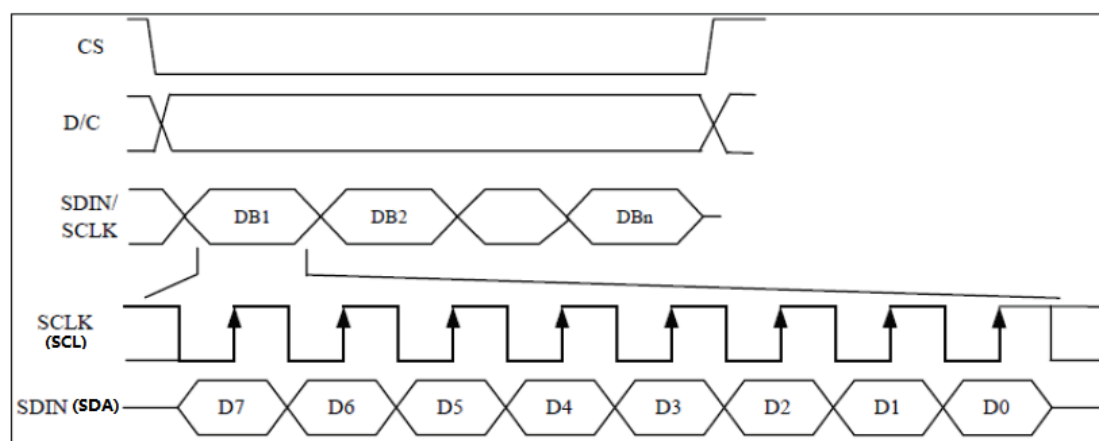 CS
D/C
SDIN/
SCLK
DB1 DB2 DBn
SCLK
(SCL)
SDIN (SDA) D7 D6 D5 D4 D3 D2 D1 D0